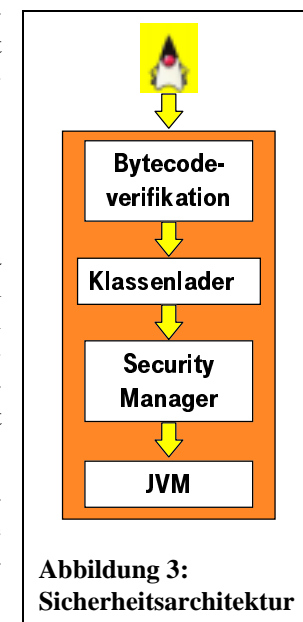 Bytecode-
verifikation
Klassenlader
Security
Manager
JVM
Abbildung 3:
Sicherheitsarchitektur